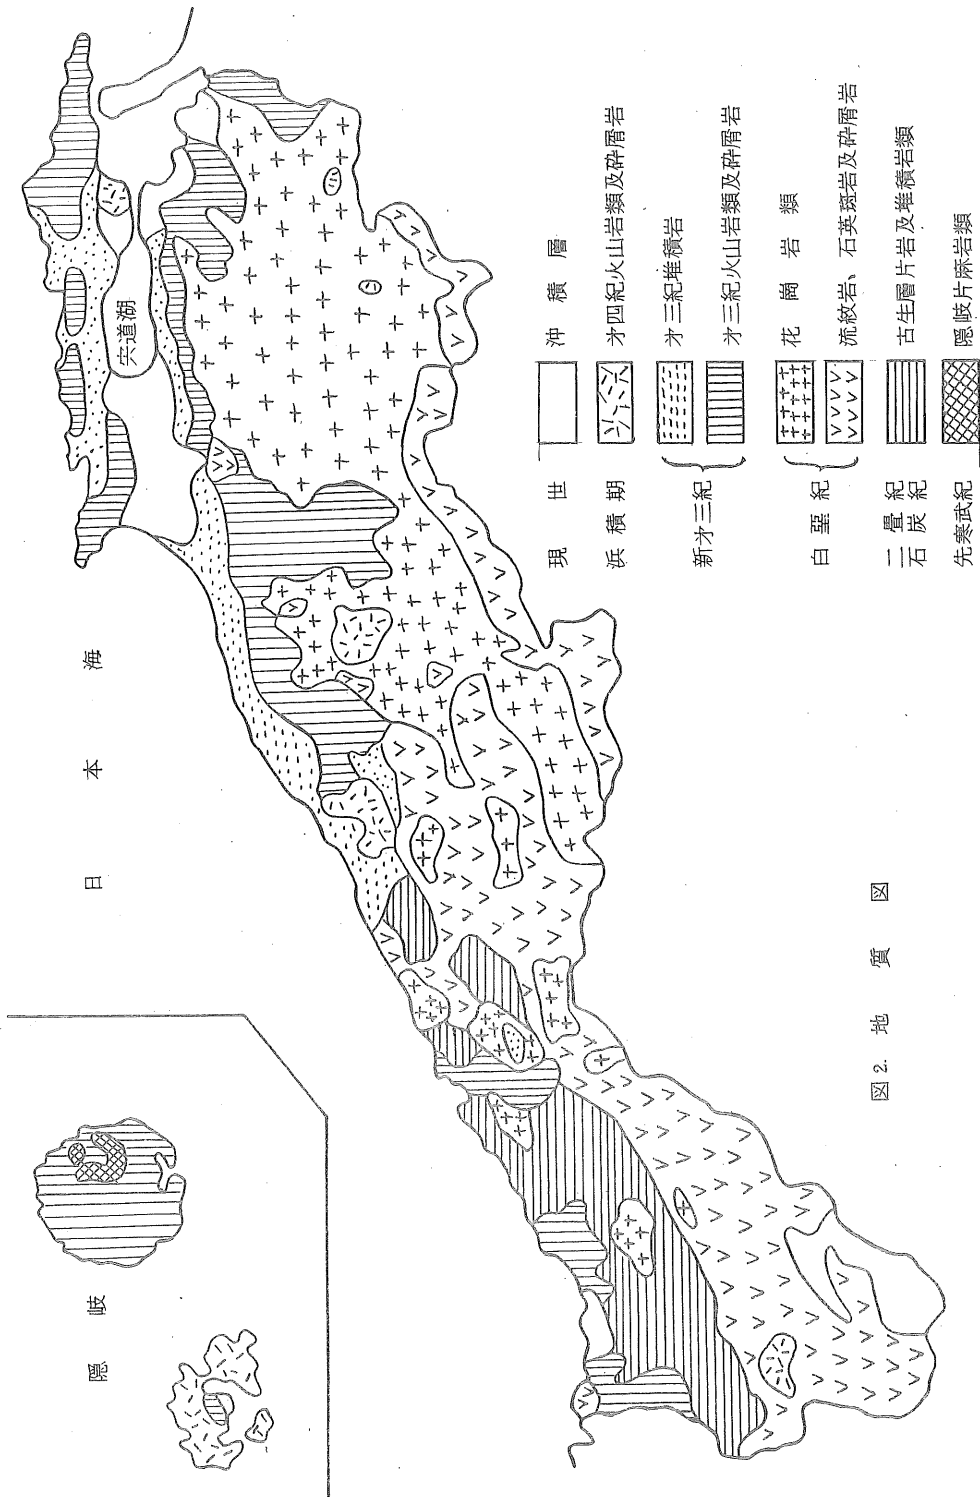 宍道湖
日本海
隠岐
現世 沖積層
浜積期 才四紀火山岩類及砕屑岩
新才三紀 才三紀堆積岩
才三紀火山岩類及砕屑岩
白堊紀 花崗岩類
流紋岩、石英斑岩及砕屑岩
二畳紀
石炭紀 古生層片岩及堆積岩類
先寒武紀 隠岐片麻岩類
図2. 地質図